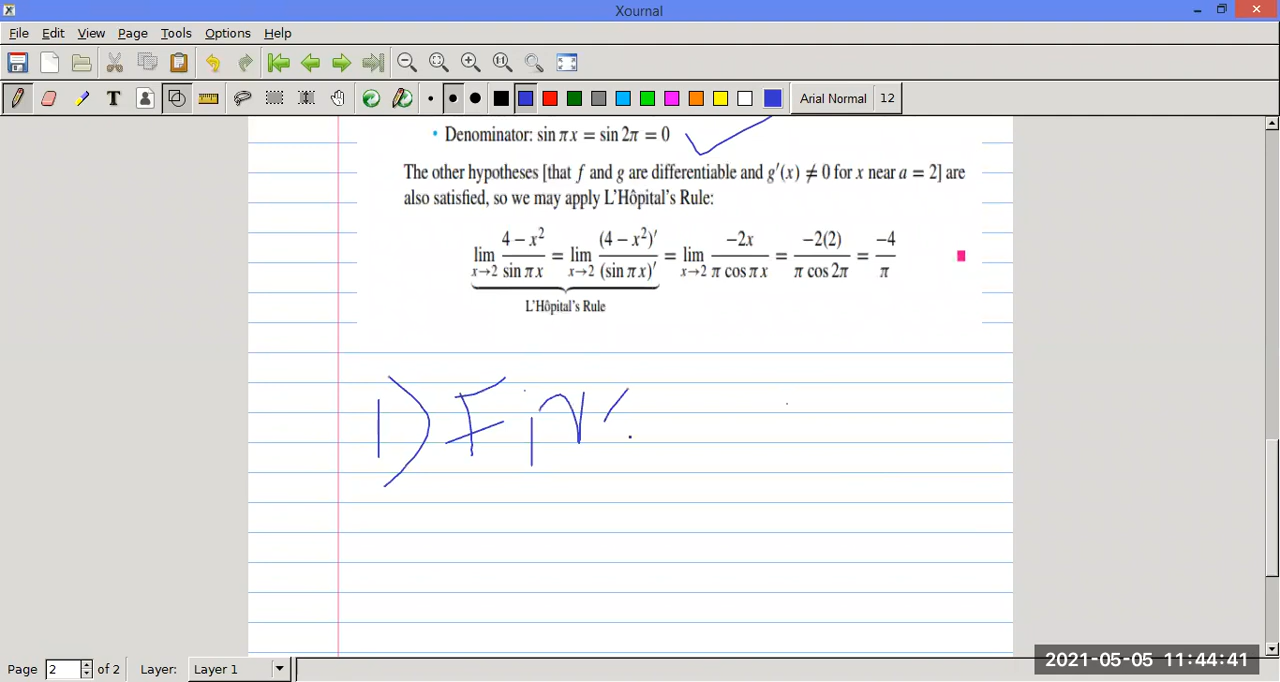 Xournal
File Edit View Page Tools Options Help
Arial Normal 12
• Denominator: sin πx = sin 2π = 0
The other hypotheses [that f and g are differentiable and g′(x) ≠ 0 for x near a = 2] are
also satisfied, so we may apply L'Hôpital's Rule:
lim x→2 (4 − x²)/(sin πx) = lim x→2 (4 − x²)′/(sin πx)′ = lim x→2 (−2x)/(π cos πx) = (−2(2))/(π cos 2π) = (−4)/π
L'Hôpital's Rule
1) Fin
Page 2 of 2 Layer: Layer 1
2021-05-05 11:44:41